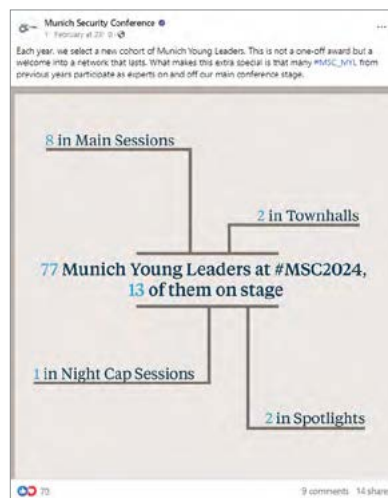 Munich Security Conference
Each year, we select a new cohort of Munich Young Leaders. This is not a one-off award but a
welcome into a network that lasts. What makes this extra special is that many #MSC_MYL from
previous years participate as experts on and off our main conference stage.
8 in Main Sessions
2 in Townhalls
77 Munich Young Leaders at #MSC2024,
13 of them on stage
1 in Night Cap Sessions
2 in Spotlights
70
9 comments 14 share